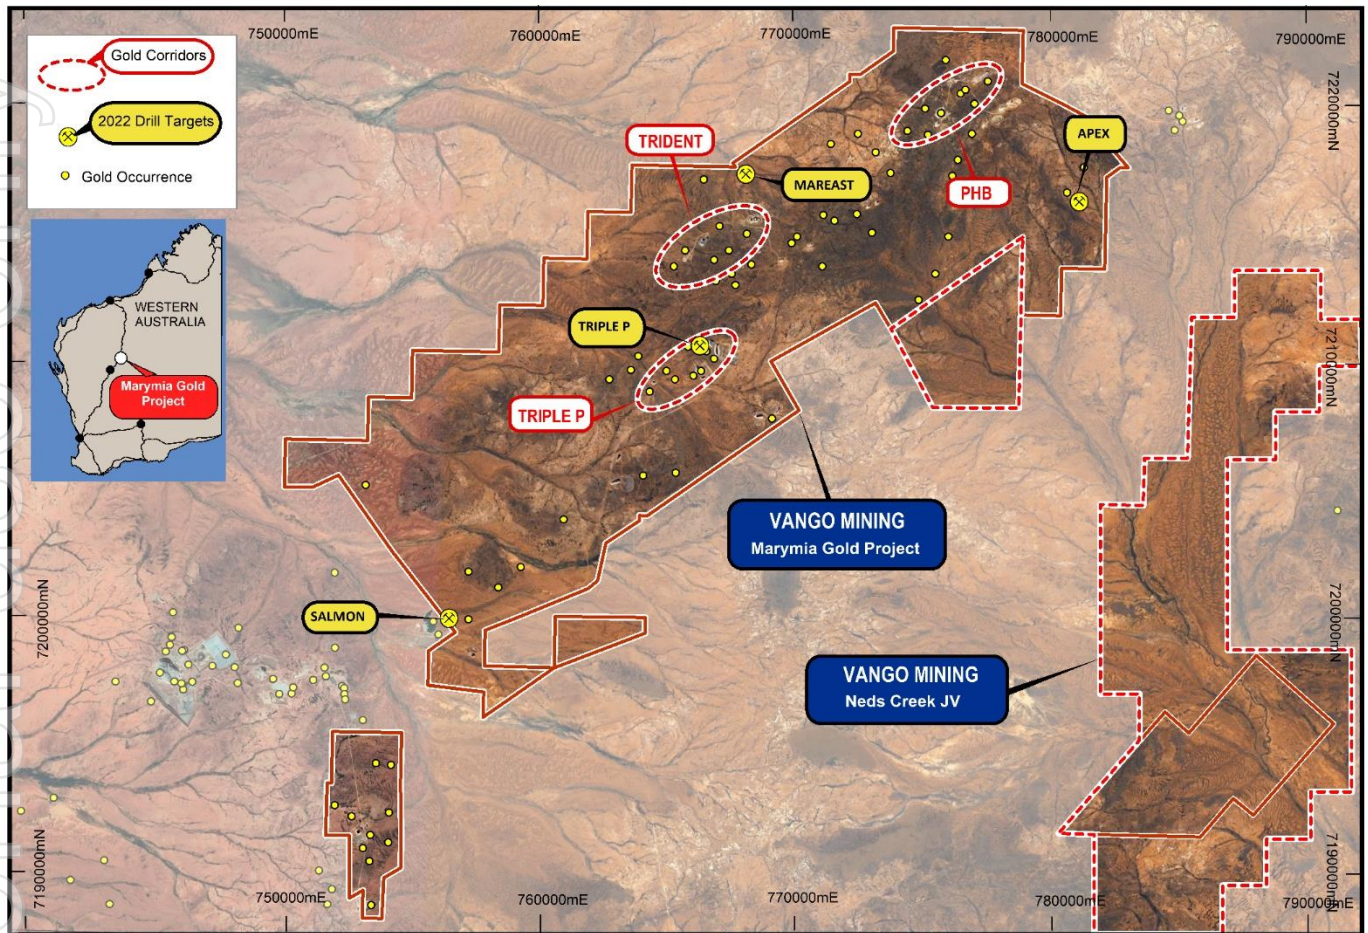 750000mE
760000mE
770000mE
780000mE
790000mE
Gold Corridors
2022 Drill Targets
Gold Occurrence
WESTERN
AUSTRALIA
Marymia Gold
Project
7220000mN
TRIDENT
APEX
MAREAST
PHB
TRIPLE P
TRIPLE P
7210000mN
VANGO MINING
Marymia Gold Project
SALMON
7200000mN
7200000mN
VANGO MINING
Neds Creek JV
7190000mN
7190000mN
750000mE
760000mE
770000mE
780000mE
790000mE